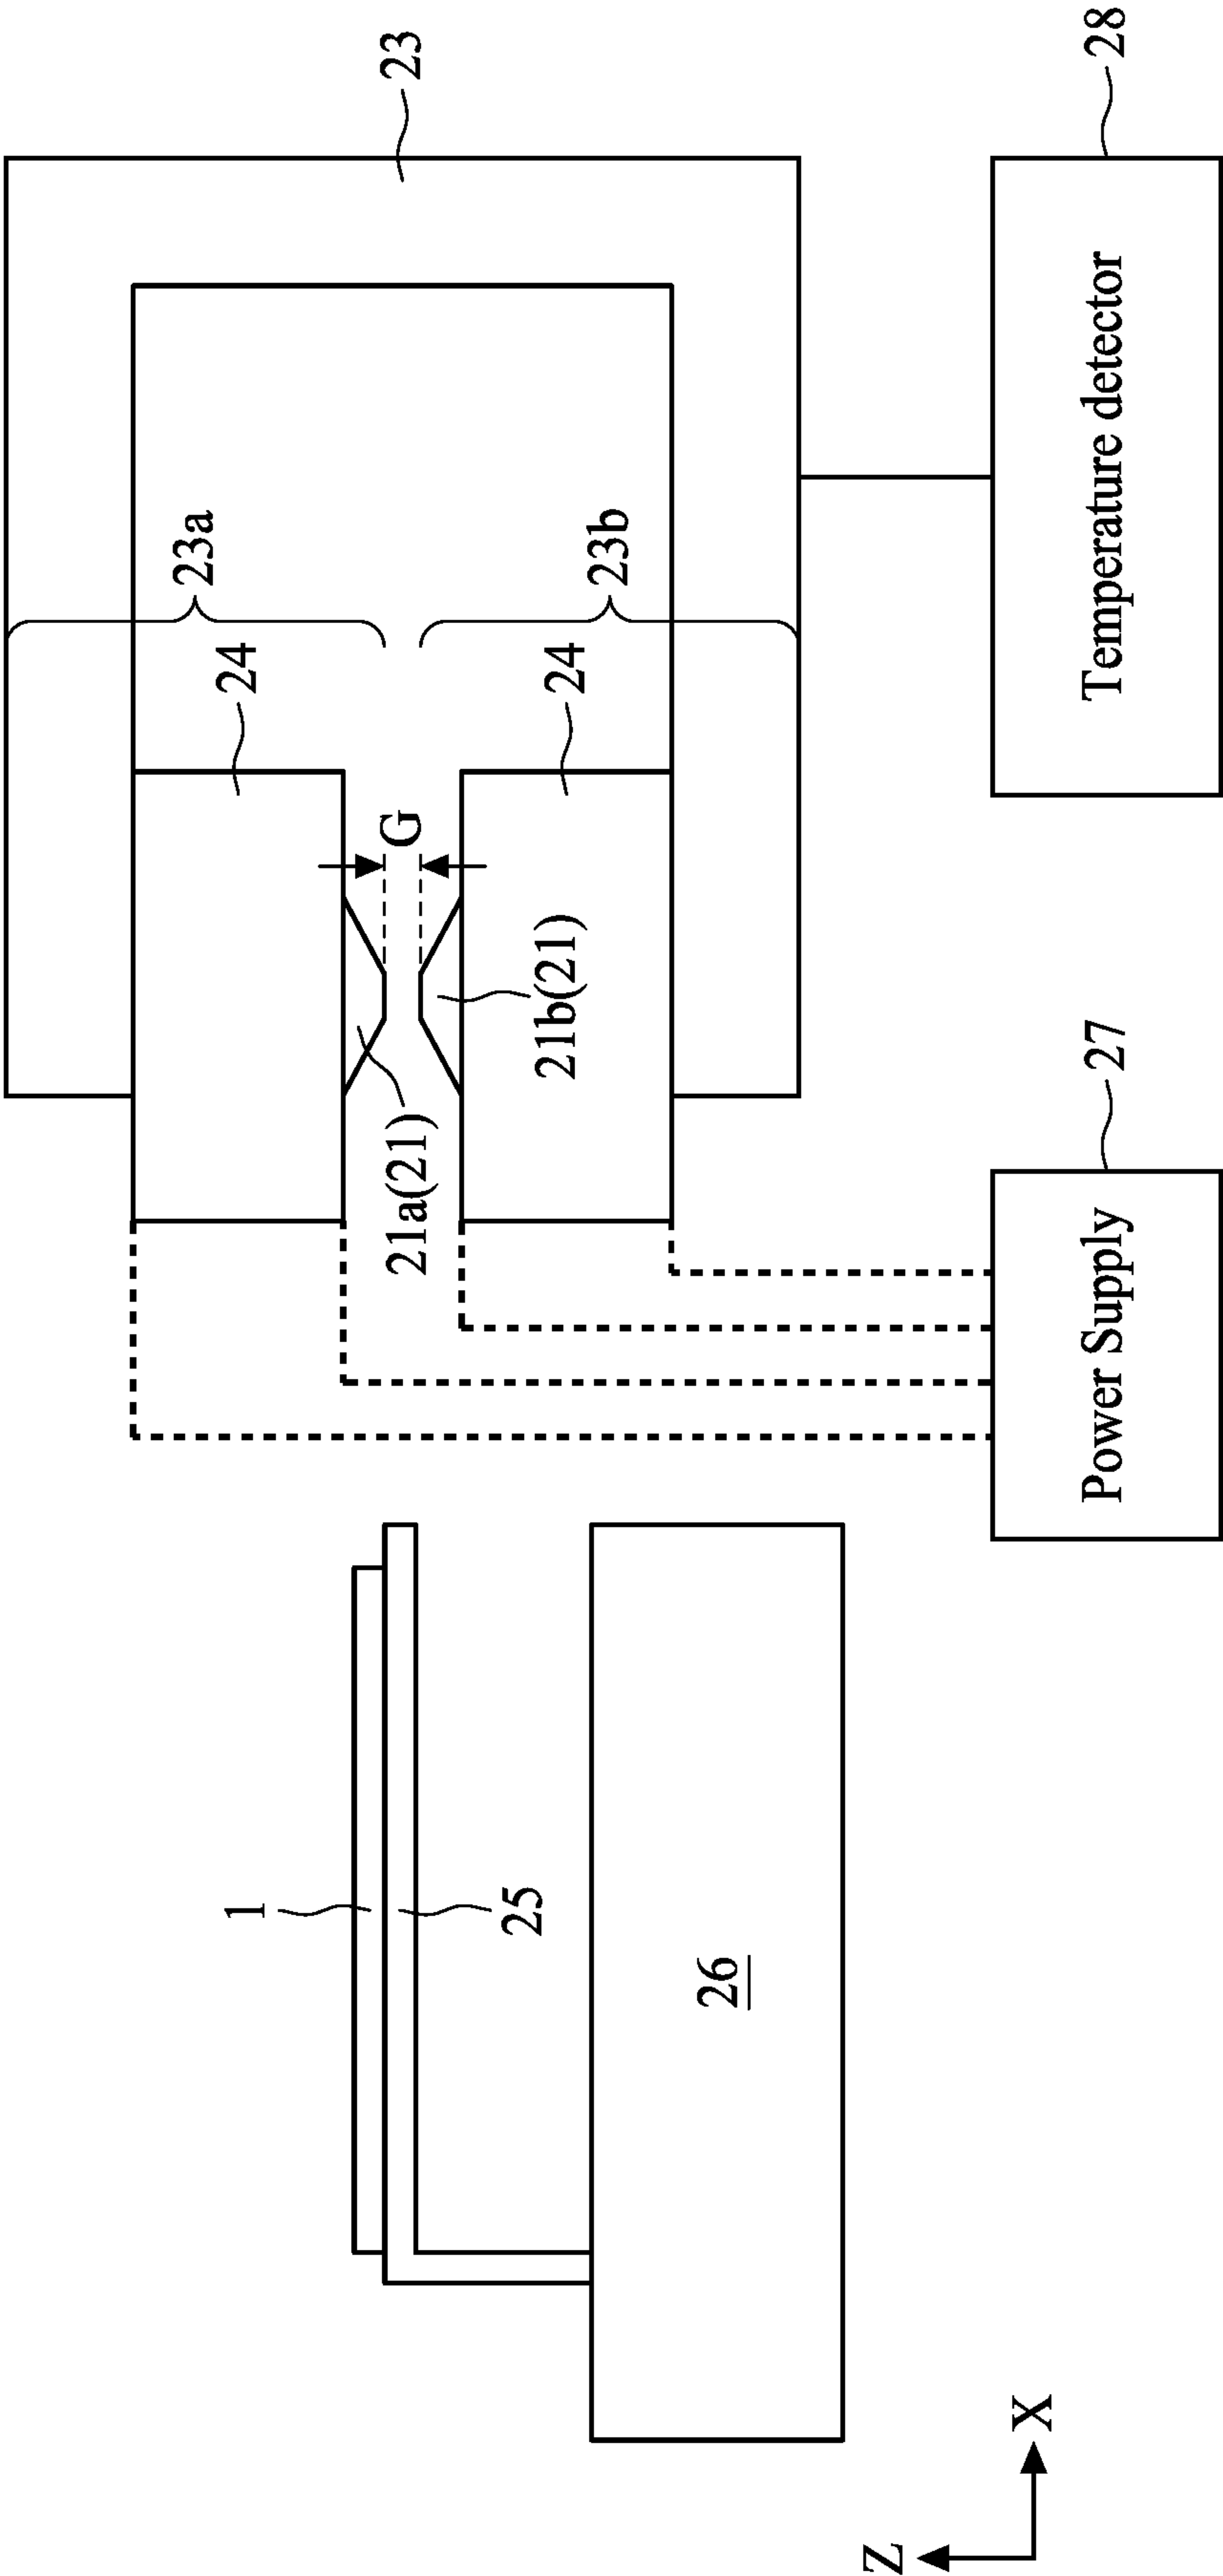 23
23a
23b
24
24
G
21a(21)
21b(21)
1
25
26
Power Supply
27
Temperature detector
28
Z
X